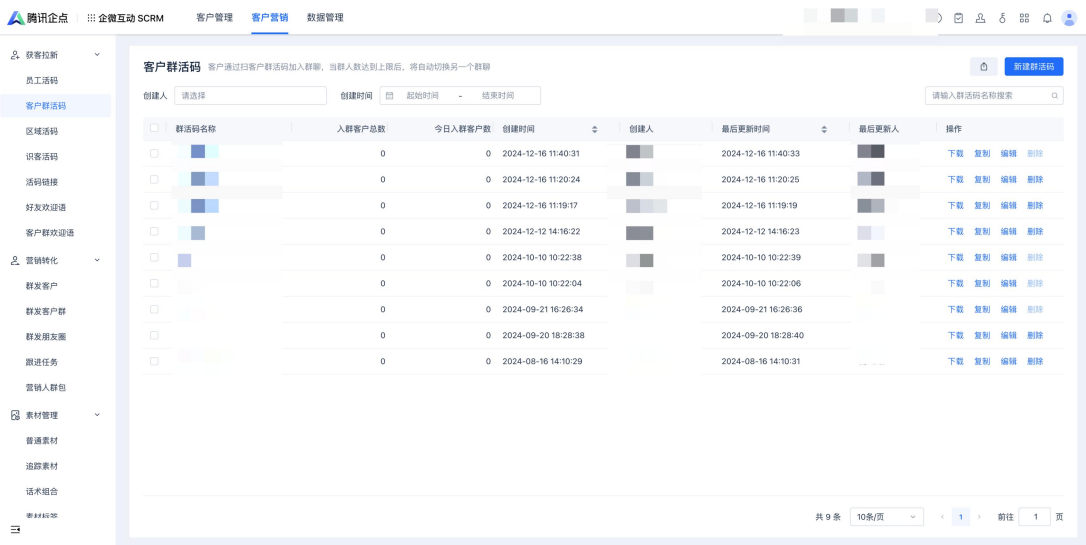 腾讯企点 企微互动 SCRM 客户管理 客户营销 数据管理
获客拉新
员工活码
客户群活码
区域活码
识客活码
活码链接
好友欢迎语
客户群欢迎语
营销转化
群发客户
群发客户群
群发朋友圈
跟进任务
营销人群包
素材管理
普通素材
追踪素材
话术组合
素材标签
客户群活码 客户通过扫客户群活码加入群聊，当群人数达到上限后，将自动切换另一个群聊 新建群活码
创建人 请选择 创建时间 起始时间 - 结束时间 请输入群活码名称搜索
群活码名称 入群客户总数 今日入群客户数 创建时间 创建人 最后更新时间 最后更新人 操作
0 0 2024-12-16 11:40:31 2024-12-16 11:40:33 下载 复制 编辑 删除
0 0 2024-12-16 11:20:24 2024-12-16 11:20:25 下载 复制 编辑 删除
0 0 2024-12-16 11:19:17 2024-12-16 11:19:19 下载 复制 编辑 删除
0 0 2024-12-12 14:16:22 2024-12-12 14:16:23 下载 复制 编辑 删除
0 0 2024-10-10 10:22:38 2024-10-10 10:22:39 下载 复制 编辑 删除
0 0 2024-10-10 10:22:04 2024-10-10 10:22:06 下载 复制 编辑 删除
0 0 2024-09-21 16:26:34 2024-09-21 16:26:36 下载 复制 编辑 删除
0 0 2024-09-20 18:28:38 2024-09-20 18:28:40 下载 复制 编辑 删除
0 0 2024-08-16 14:10:29 2024-08-16 14:10:31 下载 复制 编辑 删除
共 9 条 10条/页 1 前往 1 页